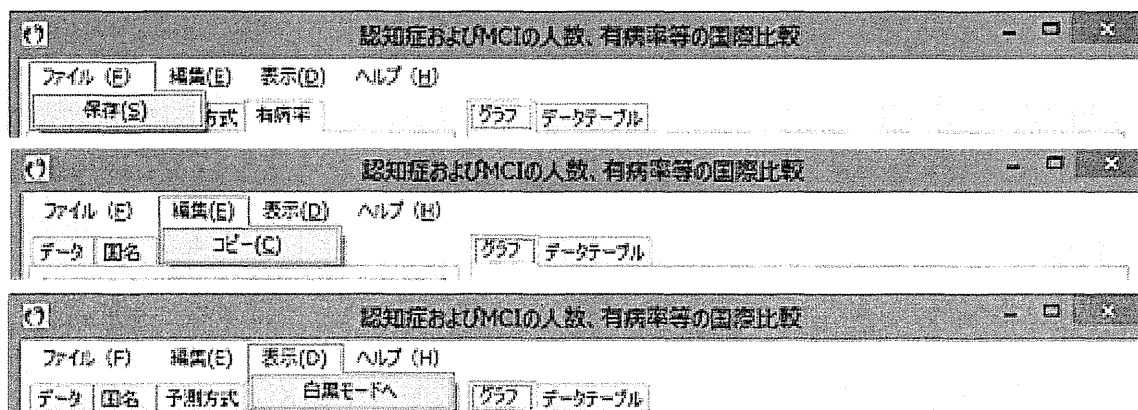 認知症およびMCIの人数、有病率等の国際比較
ファイル (F) 編集(E) 表示(D) ヘルプ (H)
保存(S) 方式 有病率 グラフ データテーブル
認知症およびMCIの人数、有病率等の国際比較
ファイル (F) 編集(E) 表示(D) ヘルプ (H)
データ 国名 コピー(C) グラフ データテーブル
認知症およびMCIの人数、有病率等の国際比較
ファイル (F) 編集(E) 表示(D) ヘルプ (H)
データ 国名 予測方式 白黒モードへ グラフ データテーブル